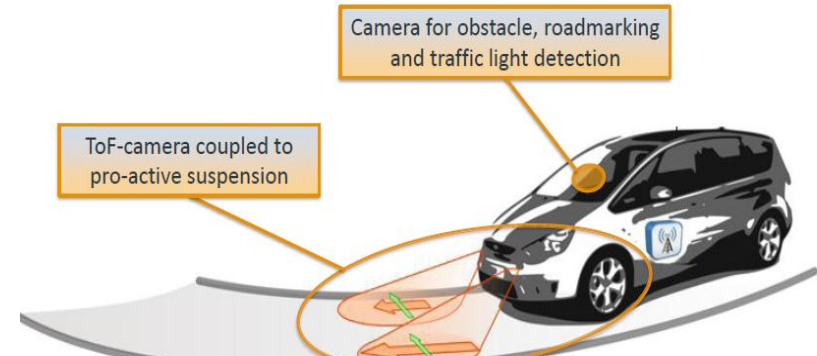 Camera for obstacle, roadmarking
and traffic light detection
ToF-camera coupled to
pro-active suspension